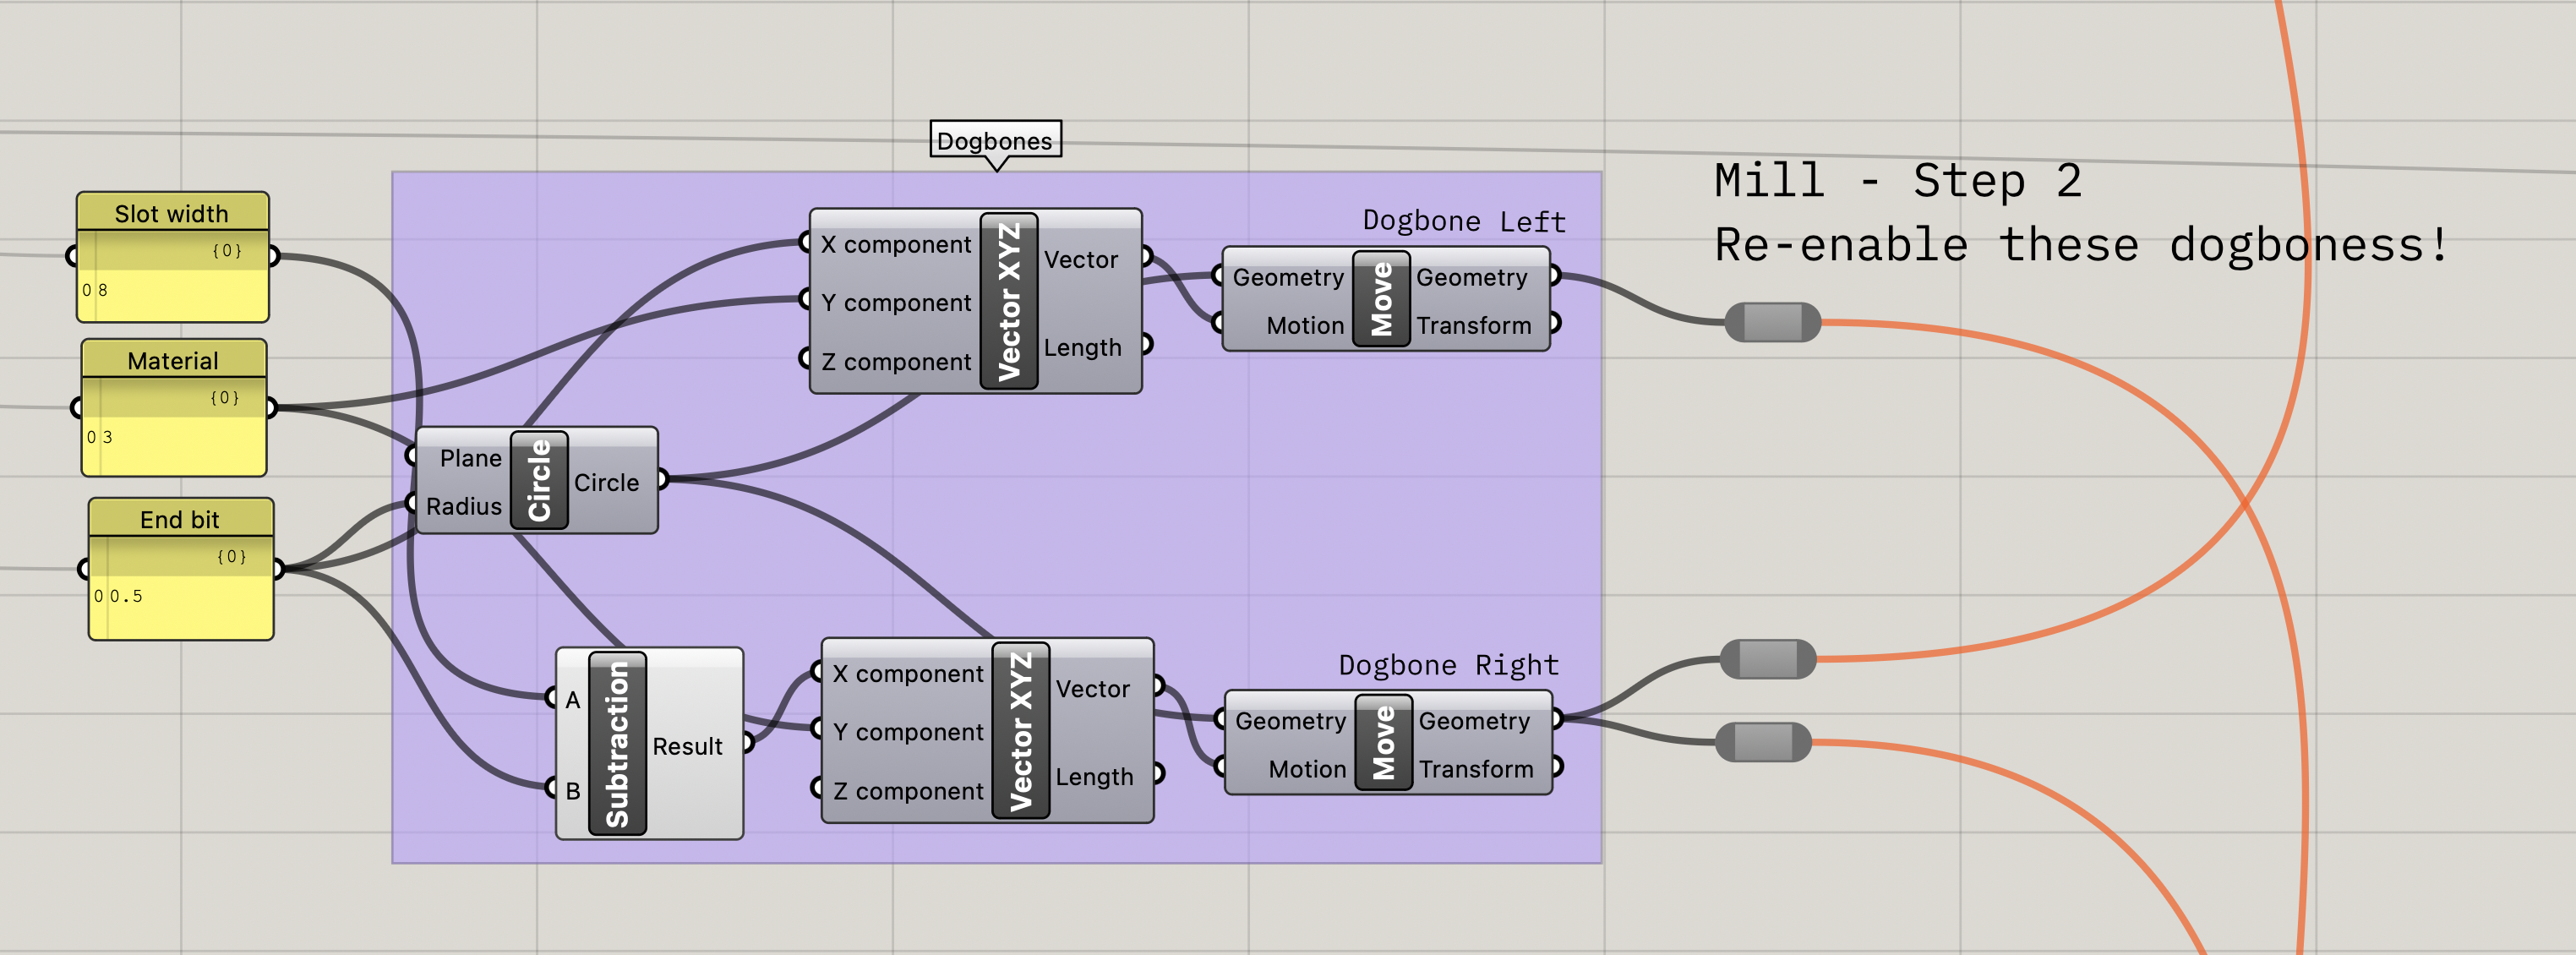 Dogbones
Mill - Step 2
Re-enable these dogboness!
Slot width
{0}
0 8
Material
{0}
0 3
End bit
{0}
0 0.5
X component
Y component
Z component
Vector XYZ
Vector
Length
Dogbone Left
Geometry
Motion
Move
Geometry
Transform
Plane
Radius
Circle
Circle
A
B
Subtraction
Result
X component
Y component
Z component
Vector XYZ
Vector
Length
Dogbone Right
Geometry
Motion
Move
Geometry
Transform